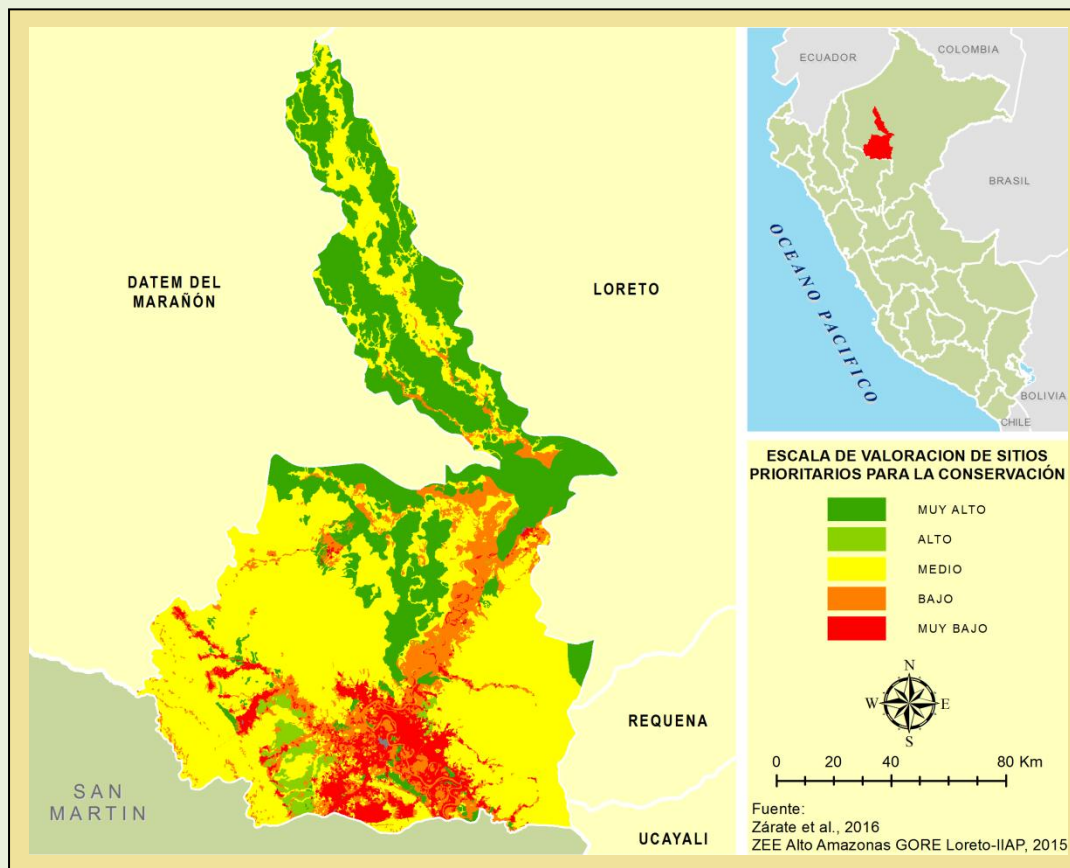 DATEM DEL
MARAÑÓN
LORETO
REQUENA
UCAYALI
SAN
MARTIN
ECUADOR
COLOMBIA
BRASIL
BOLIVIA
CHILE
OCEANO PACIFICO
ESCALA DE VALORACION DE SITIOS
PRIORITARIOS PARA LA CONSERVACIÓN
MUY ALTO
ALTO
MEDIO
BAJO
MUY BAJO
N
W
E
S
0 40 80 Km
Fuente:
Zárate et al., 2016
ZEE Alto Amazonas GORE Loreto-IIAP, 2015